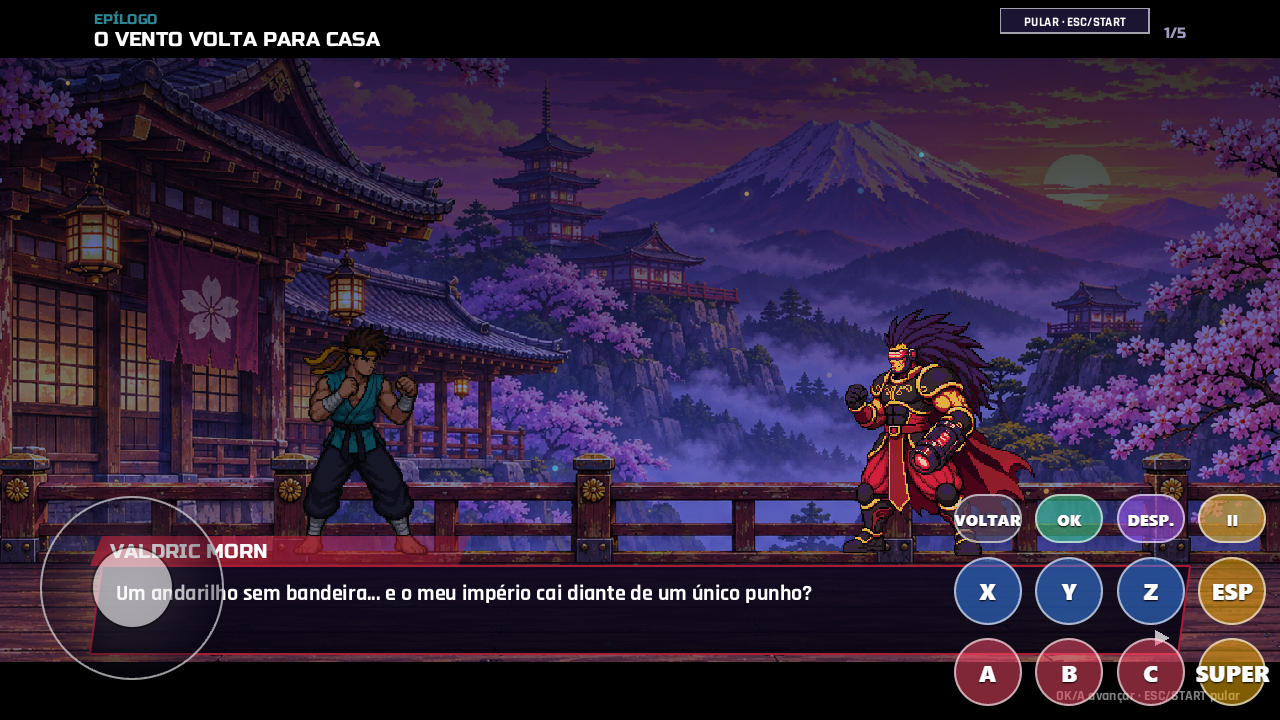 EPÍLOGO
O VENTO VOLTA PARA CASA
PULAR · ESC/START
1/5
VALDRIC MORN
Um andarilho sem bandeira... e o meu império cai diante de um único punho?
VOLTAR
OK
DESP.
II
X
Y
Z
ESP
A
B
C
SUPER
OK/A avançar · ESC/START pular